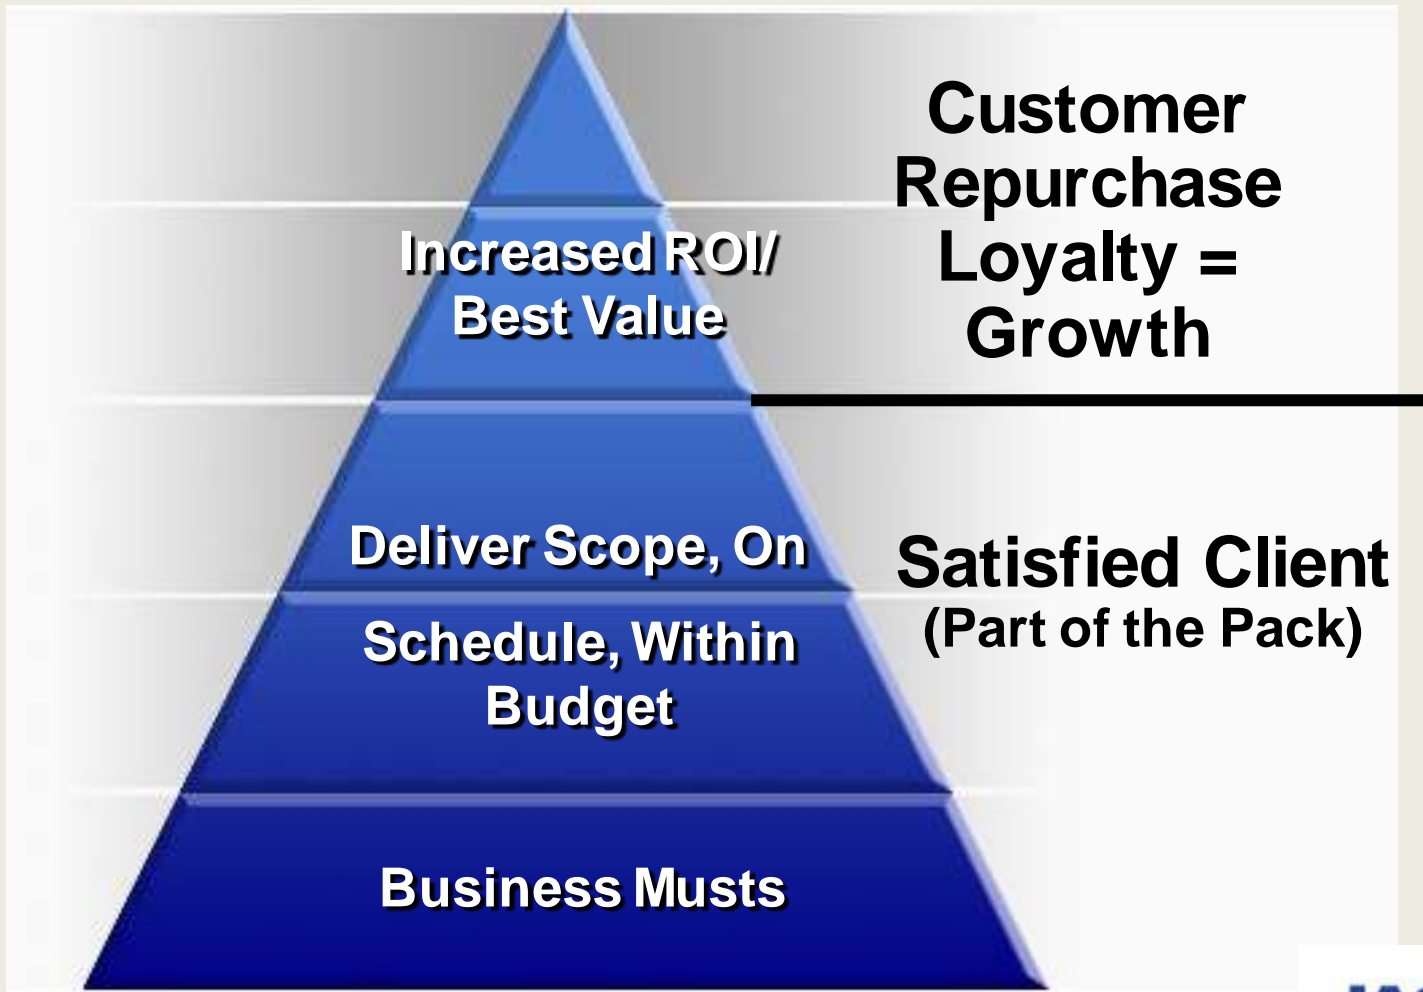 Customer
Repurchase
Loyalty =
Growth
Increased ROI/
Best Value
Deliver Scope, On
Schedule, Within
Budget
Satisfied Client
(Part of the Pack)
Business Musts